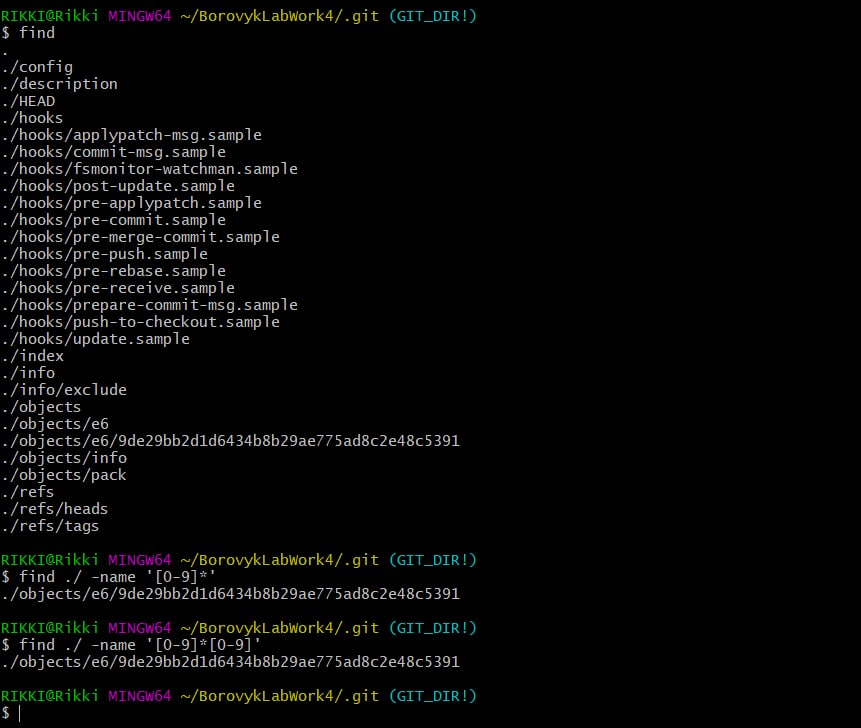 RIKKI@Rikki MINGW64 ~/BorovykLabWork4/.git (GIT_DIR!)
$ find
.
./config
./description
./HEAD
./hooks
./hooks/applypatch-msg.sample
./hooks/commit-msg.sample
./hooks/fsmonitor-watchman.sample
./hooks/post-update.sample
./hooks/pre-applypatch.sample
./hooks/pre-commit.sample
./hooks/pre-merge-commit.sample
./hooks/pre-push.sample
./hooks/pre-rebase.sample
./hooks/pre-receive.sample
./hooks/prepare-commit-msg.sample
./hooks/push-to-checkout.sample
./hooks/update.sample
./index
./info
./info/exclude
./objects
./objects/e6
./objects/e6/9de29bb2d1d6434b8b29ae775ad8c2e48c5391
./objects/info
./objects/pack
./refs
./refs/heads
./refs/tags
RIKKI@Rikki MINGW64 ~/BorovykLabWork4/.git (GIT_DIR!)
$ find ./ -name '[0-9]*'
./objects/e6/9de29bb2d1d6434b8b29ae775ad8c2e48c5391
RIKKI@Rikki MINGW64 ~/BorovykLabWork4/.git (GIT_DIR!)
$ find ./ -name '[0-9]*[0-9]'
./objects/e6/9de29bb2d1d6434b8b29ae775ad8c2e48c5391
RIKKI@Rikki MINGW64 ~/BorovykLabWork4/.git (GIT_DIR!)
$